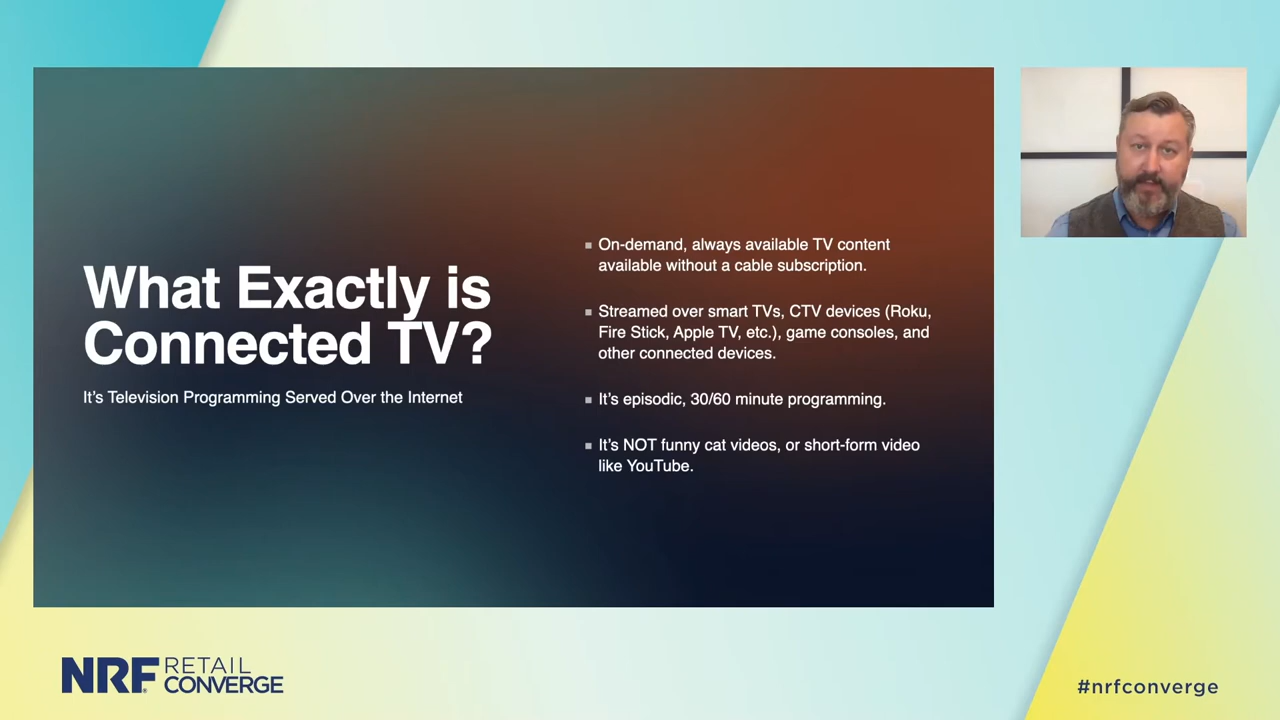 What Exactly is
Connected TV?
It's Television Programming Served Over the Internet
On-demand, always available TV content
available without a cable subscription.
Streamed over smart TVs, CTV devices (Roku,
Fire Stick, Apple TV, etc.), game consoles, and
other connected devices.
It's episodic, 30/60 minute programming.
It's NOT funny cat videos, or short-form video
like YouTube.
NRF RETAIL
CONVERGE
#nrfconverge